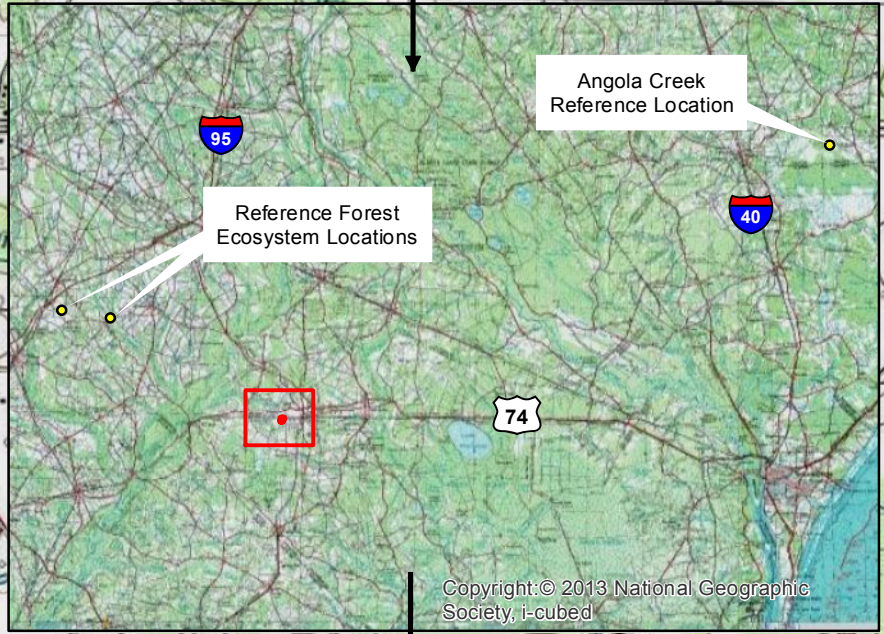 Angola Creek
Reference Location
95
Reference Forest
Ecosystem Locations
40
74
Copyright:© 2013 National Geographic
Society, i-cubed